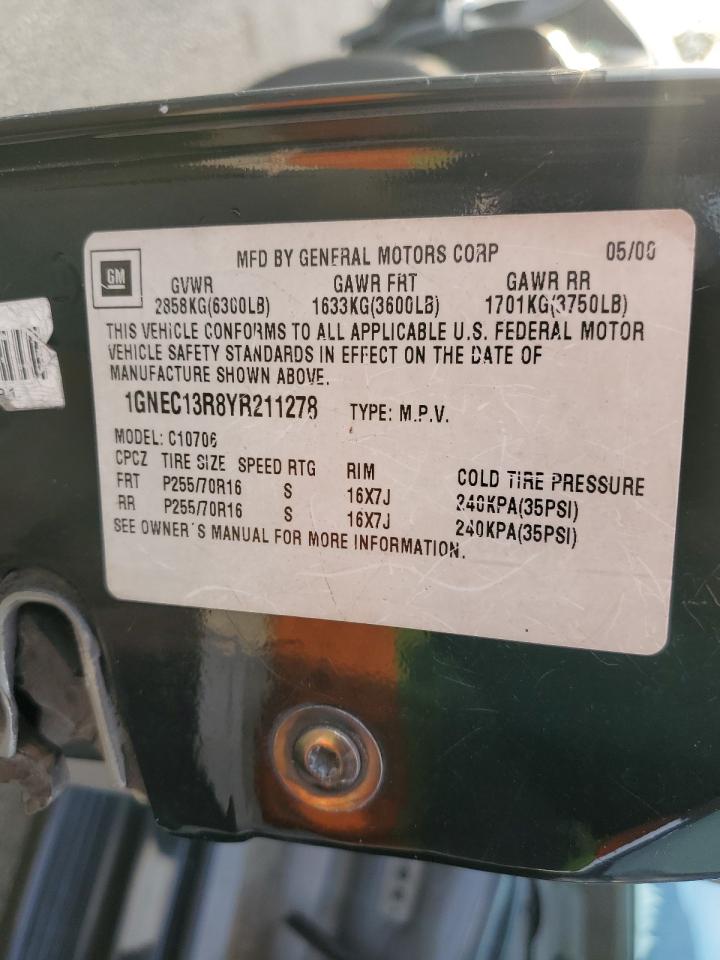 GM
MFD BY GENERAL MOTORS CORP 05/00
GVWR GAWR FRT GAWR RR
2858KG(6300LB) 1633KG(3600LB) 1701KG(3750LB)
THIS VEHICLE CONFORMS TO ALL APPLICABLE U.S. FEDERAL MOTOR
VEHICLE SAFETY STANDARDS IN EFFECT ON THE DATE OF
MANUFACTURE SHOWN ABOVE.
1GNEC13R8YR211278 TYPE: M.P.V.
MODEL: C10706
CPCZ TIRE SIZE SPEED RTG RIM COLD TIRE PRESSURE
FRT P255/70R16 S 16X7J 240KPA(35PSI)
RR P255/70R16 S 16X7J 240KPA(35PSI)
SEE OWNER'S MANUAL FOR MORE INFORMATION.